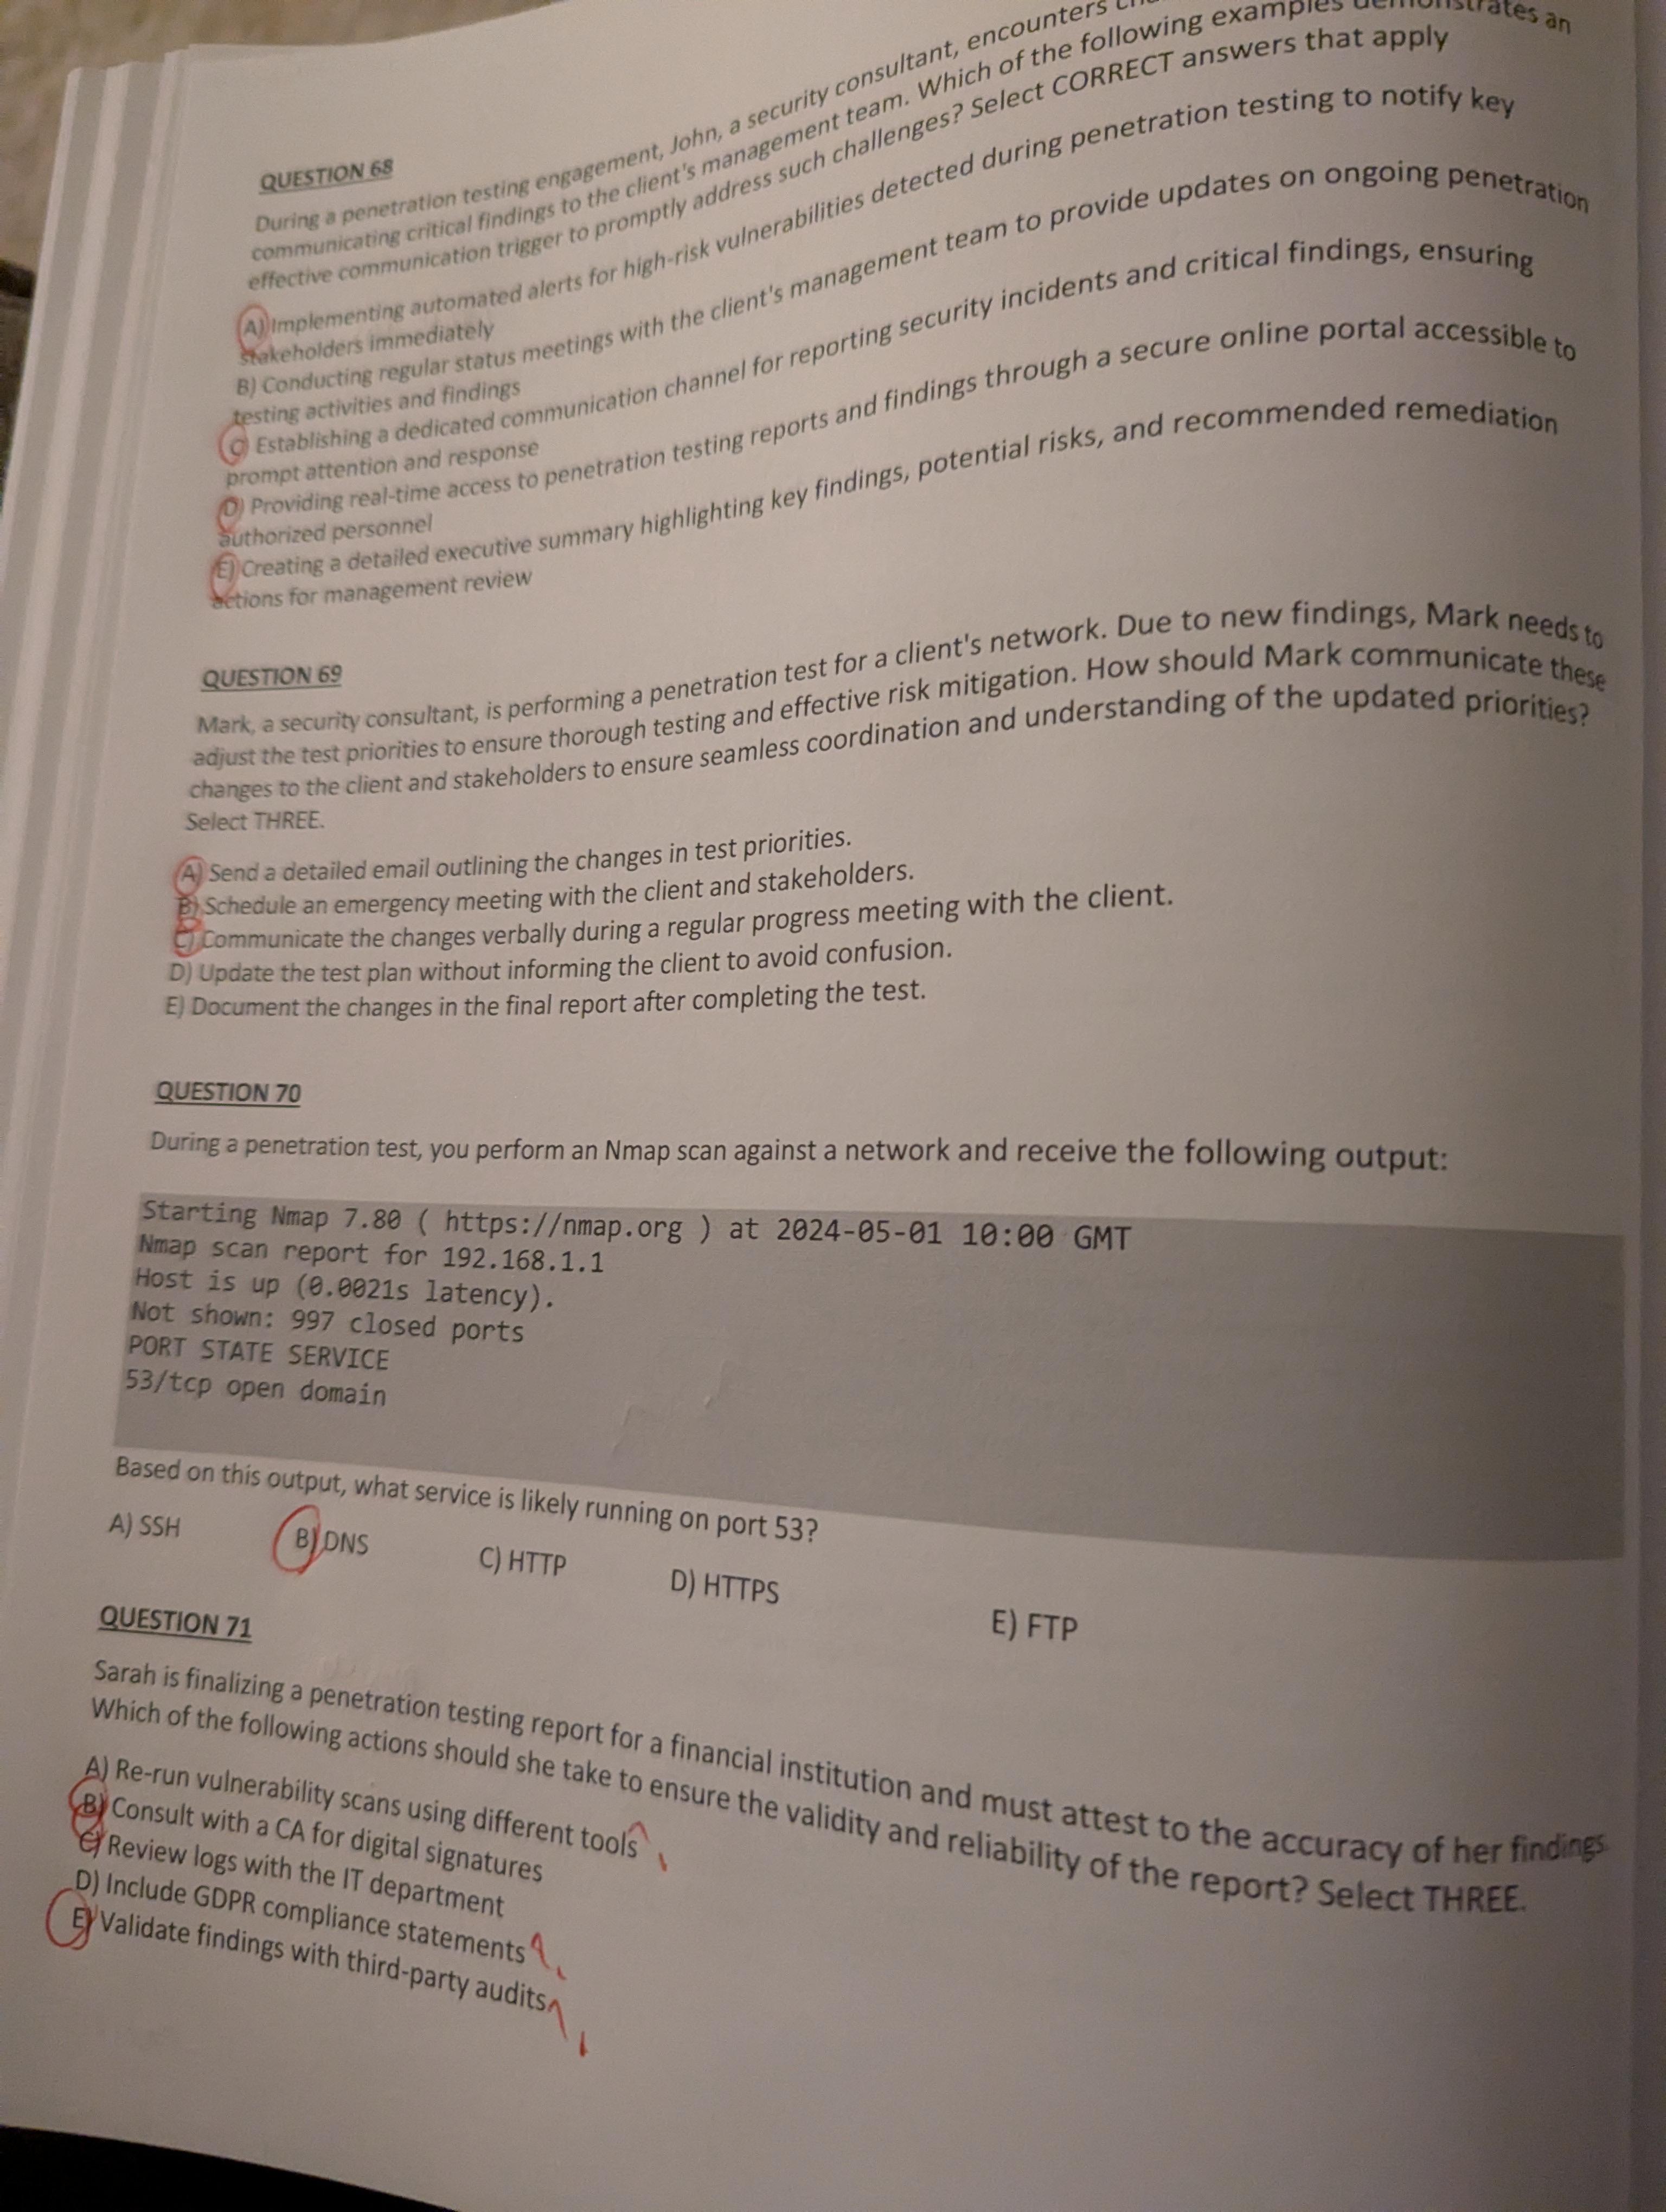 QUESTION 68
During a penetration testing engagement, John, a security consultant, encounters
communicating critical findings to the client's management team. Which of the following examples demonstrates an
effective communication trigger to promptly address such challenges? Select CORRECT answers that apply
A) Implementing automated alerts for high-risk vulnerabilities detected during penetration testing to notify key
stakeholders immediately
B) Conducting regular status meetings with the client's management team to provide updates on ongoing penetration
testing activities and findings
C) Establishing a dedicated communication channel for reporting security incidents and critical findings, ensuring
prompt attention and response
D) Providing real-time access to penetration testing reports and findings through a secure online portal accessible to
authorized personnel
E) Creating a detailed executive summary highlighting key findings, potential risks, and recommended remediation
actions for management review
QUESTION 69
Mark, a security consultant, is performing a penetration test for a client's network. Due to new findings, Mark needs to
adjust the test priorities to ensure thorough testing and effective risk mitigation. How should Mark communicate these
changes to the client and stakeholders to ensure seamless coordination and understanding of the updated priorities?
Select THREE.
A) Send a detailed email outlining the changes in test priorities.
B) Schedule an emergency meeting with the client and stakeholders.
C) Communicate the changes verbally during a regular progress meeting with the client.
D) Update the test plan without informing the client to avoid confusion.
E) Document the changes in the final report after completing the test.
QUESTION 70
During a penetration test, you perform an Nmap scan against a network and receive the following output:
Starting Nmap 7.80 ( https://nmap.org ) at 2024-05-01 10:00 GMT
Nmap scan report for 192.168.1.1
Host is up (0.0021s latency).
Not shown: 997 closed ports
PORT STATE SERVICE
53/tcp open domain
Based on this output, what service is likely running on port 53?
A) SSH B) DNS C) HTTP D) HTTPS E) FTP
QUESTION 71
Sarah is finalizing a penetration testing report for a financial institution and must attest to the accuracy of her findings.
Which of the following actions should she take to ensure the validity and reliability of the report? Select THREE.
A) Re-run vulnerability scans using different tools
B) Consult with a CA for digital signatures
C) Review logs with the IT department
D) Include GDPR compliance statements
E) Validate findings with third-party audits